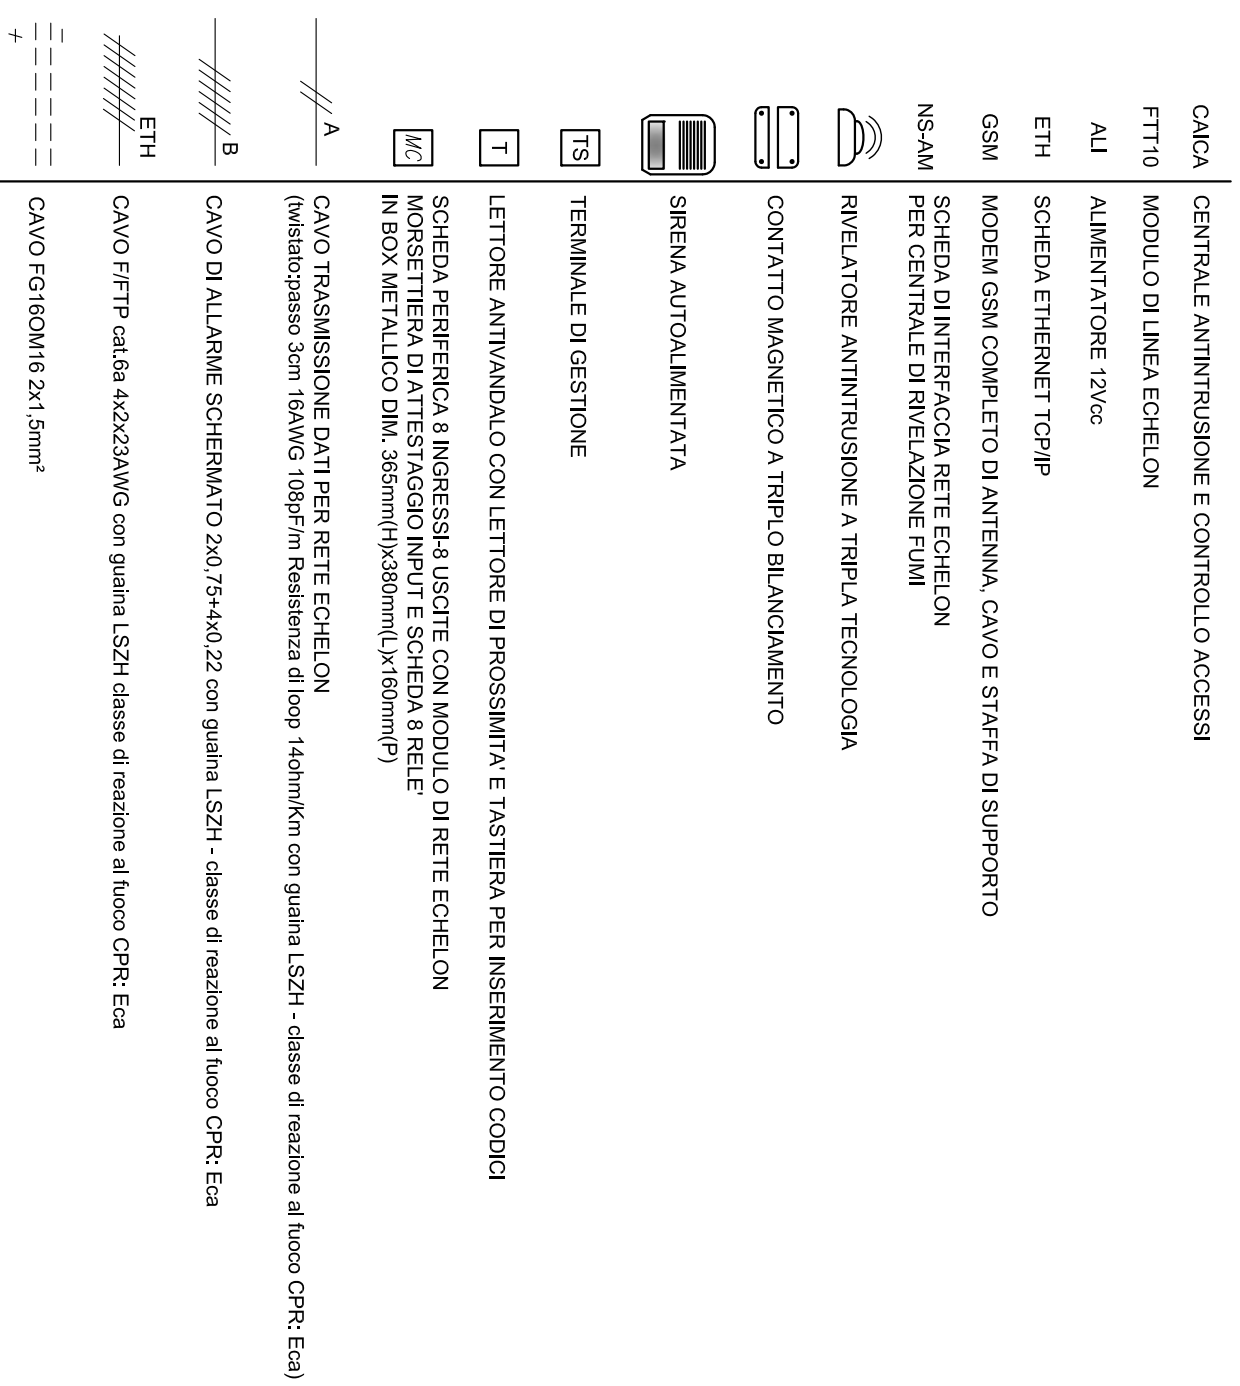 CAICA
CENTRALE ANTINTRUSIONE E CONTROLLO ACCESSI
FTT10
MODULO DI LINEA ECHELON
ALI
ALIMENTATORE 12Vcc
ETH
SCHEDA ETHERNET TCP/IP
GSM
MODEM GSM COMPLETO DI ANTENNA, CAVO E STAFFA DI SUPPORTO
NS-AM
SCHEDA DI INTERFACCIA RETE ECHELON
PER CENTRALE DI RIVELAZIONE FUMI
RIVELATORE ANTINTRUSIONE A TRIPLA TECNOLOGIA
CONTATTO MAGNETICO A TRIPLO BILANCIAMENTO
SIRENA AUTOALIMENTATA
TS
TERMINALE DI GESTIONE
T
LETTORE ANTIVANDALO CON LETTORE DI PROSSIMITA' E TASTIERA PER INSERIMENTO CODICI
MC
SCHEDA PERIFERICA 8 INGRESSI-8 USCITE CON MODULO DI RETE ECHELON
MORSETTIERA DI ATTESTAGGIO INPUT E SCHEDA 8 RELE'
IN BOX METALLICO DIM. 365mm(H)x380mm(L)x160mm(P)
A
CAVO TRASMISSIONE DATI PER RETE ECHELON
(twistato:passo 3cm 16AWG 108pF/m Resistenza di loop 14ohm/Km con guaina LSZH - classe di reazione al fuoco CPR: Eca)
B
CAVO DI ALLARME SCHERMATO 2x0,75+4x0,22 con guaina LSZH - classe di reazione al fuoco CPR: Eca
ETH
CAVO F/FTP cat.6a 4x2x23AWG con guaina LSZH classe di reazione al fuoco CPR: Eca
–
+
CAVO FG16OM16 2x1,5mm²